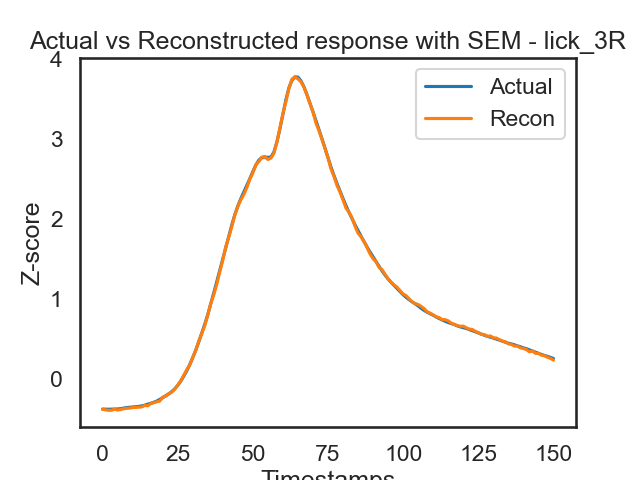 Actual vs Reconstructed response with SEM - lick_3R
4
3
2
1
0
Z-score
Actual
Recon
0 25 50 75 100 125 150
Timestamps